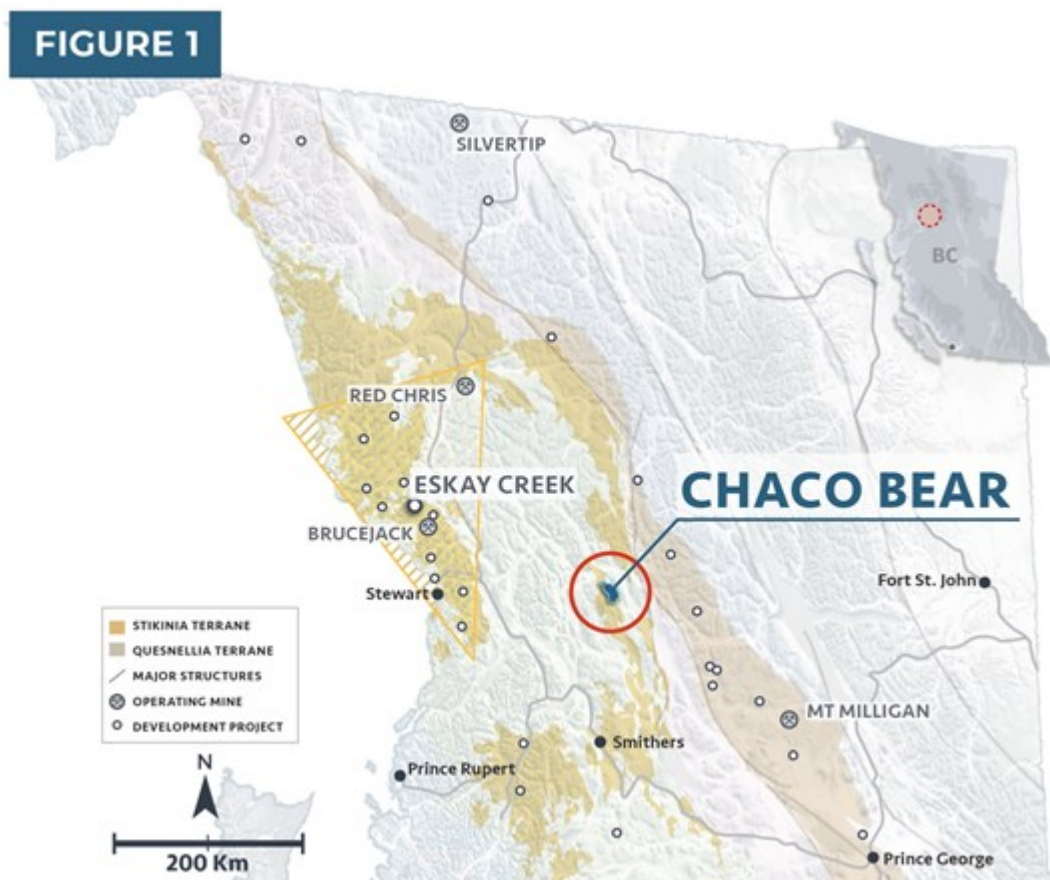 FIGURE 1
SILVERTIP
BC
RED CHRIS
ESKAY CREEK
CHACO BEAR
BRUCEJACK
Fort St. John
Stewart
STIKINIA TERRANE
QUESNELLIA TERRANE
MAJOR STRUCTURES
OPERATING MINE
DEVELOPMENT PROJECT
MT MILLIGAN
Smithers
N
Prince Rupert
200 Km
Prince George